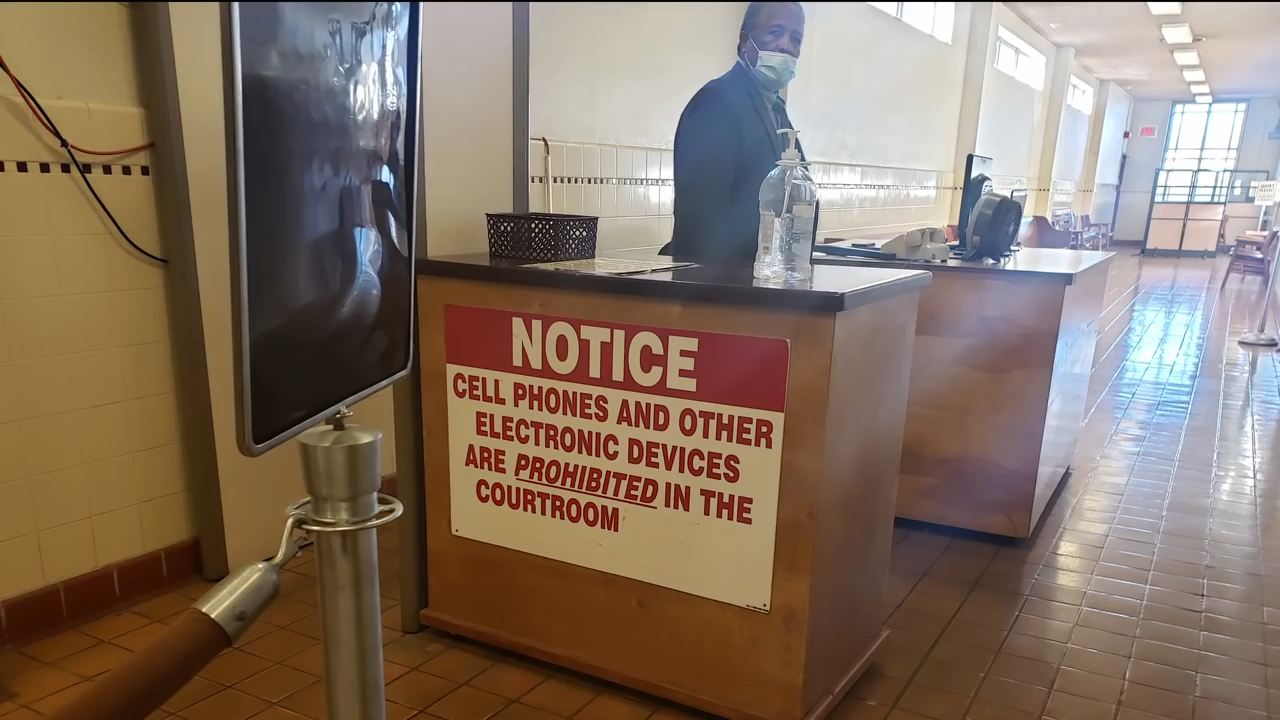 NOTICE
CELL PHONES AND OTHER
ELECTRONIC DEVICES
ARE PROHIBITED IN THE
COURTROOM